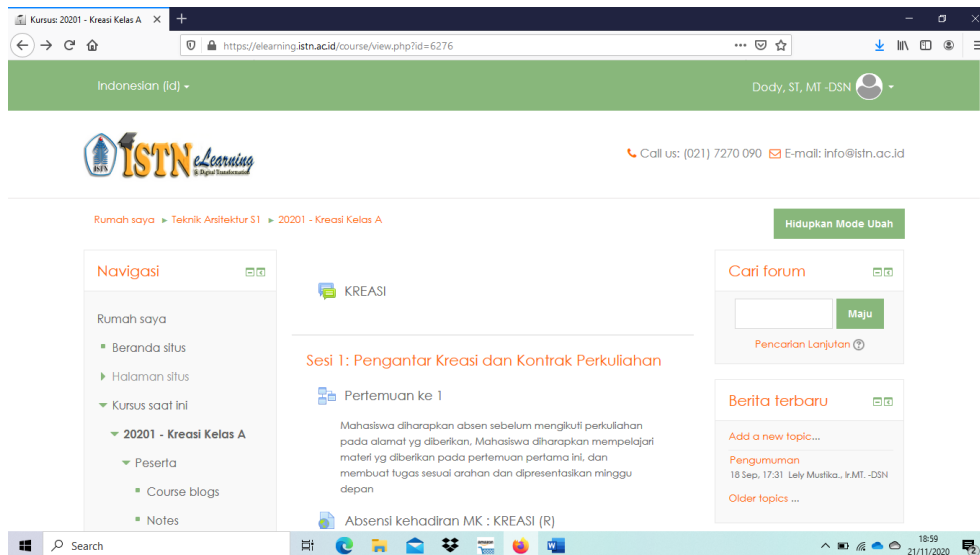 Kursus: 20201 - Kreasi Kelas A
https://elearning.istn.ac.id/course/view.php?id=6276
Indonesian (id)
Dody, ST, MT -DSN
ISTN eLearning
& Digital Transformation
ISTN
Call us: (021) 7270 090 E-mail: info@istn.ac.id
Rumah saya ► Teknik Arsitektur S1 ► 20201 - Kreasi Kelas A
Hidupkan Mode Ubah
Navigasi
Rumah saya
Beranda situs
Halaman situs
Kursus saat ini
20201 - Kreasi Kelas A
Peserta
Course blogs
Notes
KREASI
Sesi 1: Pengantar Kreasi dan Kontrak Perkuliahan
Pertemuan ke 1
Mahasiswa diharapkan absen sebelum mengikuti perkuliahan
pada alamat yg diberikan, Mahasiswa diharapkan mempelajari
materi yg diberikan pada pertemuan pertama ini, dan
membuat tugas sesuai arahan dan dipresentasikan minggu
depan
Absensi kehadiran MK : KREASI (R)
Cari forum
Maju
Pencarian Lanjutan
Berita terbaru
Add a new topic...
Pengumuman
18 Sep, 17:31 Lely Mustika., Ir.MT. -DSN
Older topics ...
Search
18:59
21/11/2020